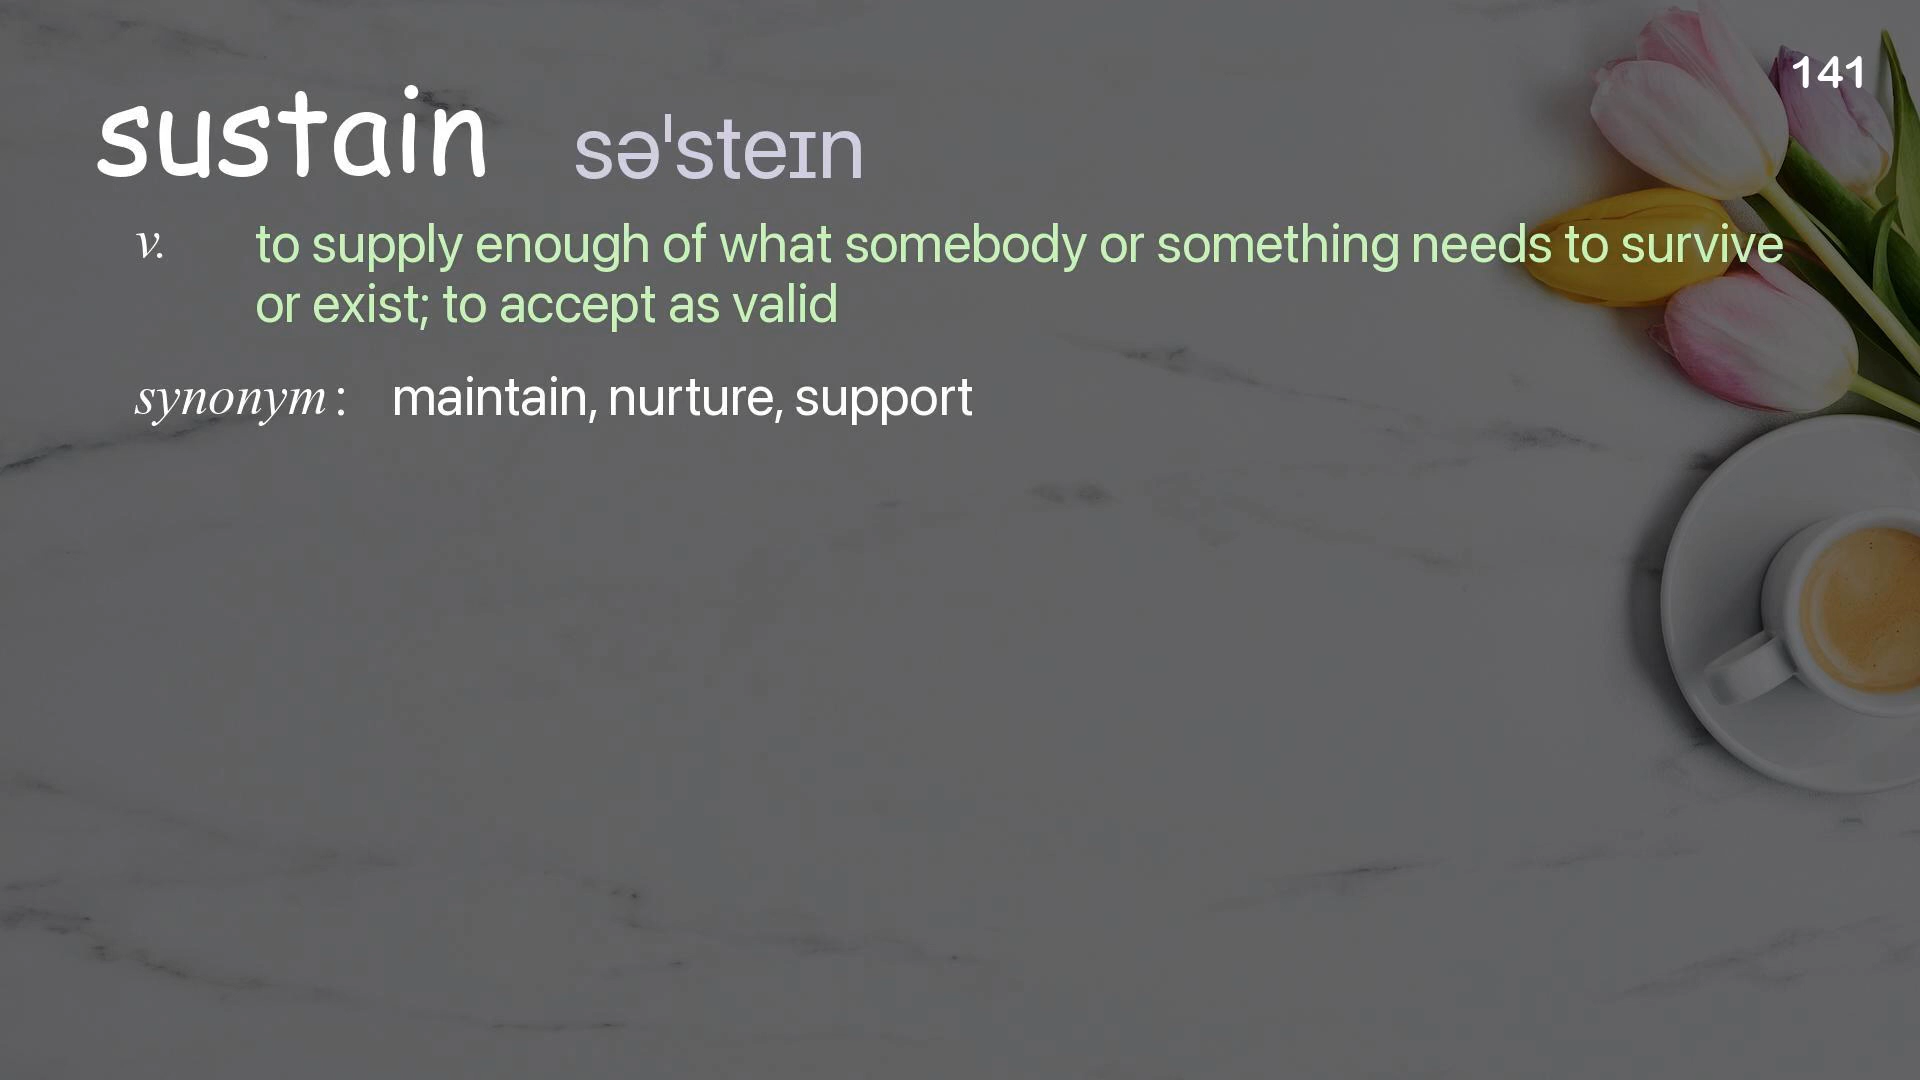 141
sustain səˈsteɪn
v. to supply enough of what somebody or something needs to survive
or exist; to accept as valid
synonym : maintain, nurture, support